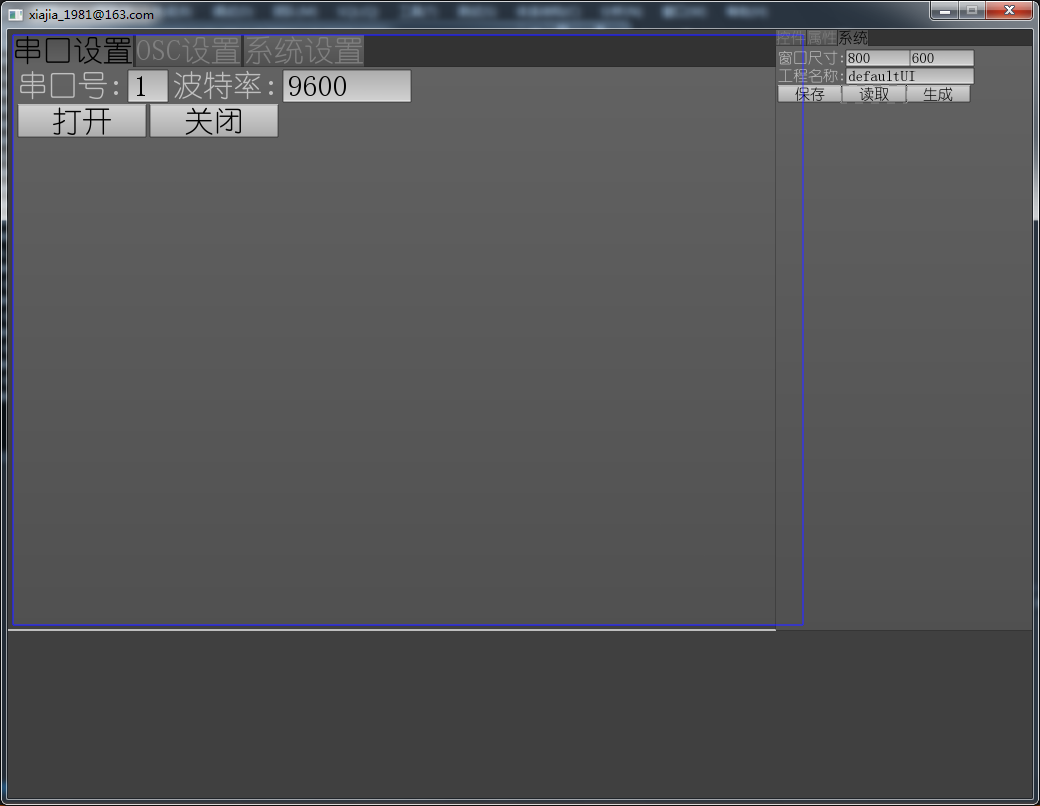 xiajia_1981@163.com
串口设置 OSC设置 系统设置
串口号: 1 波特率: 9600
打开 关闭
控件 属性 系统
窗口尺寸: 800 600
工程名称: defaultUI
保存 读取 生成